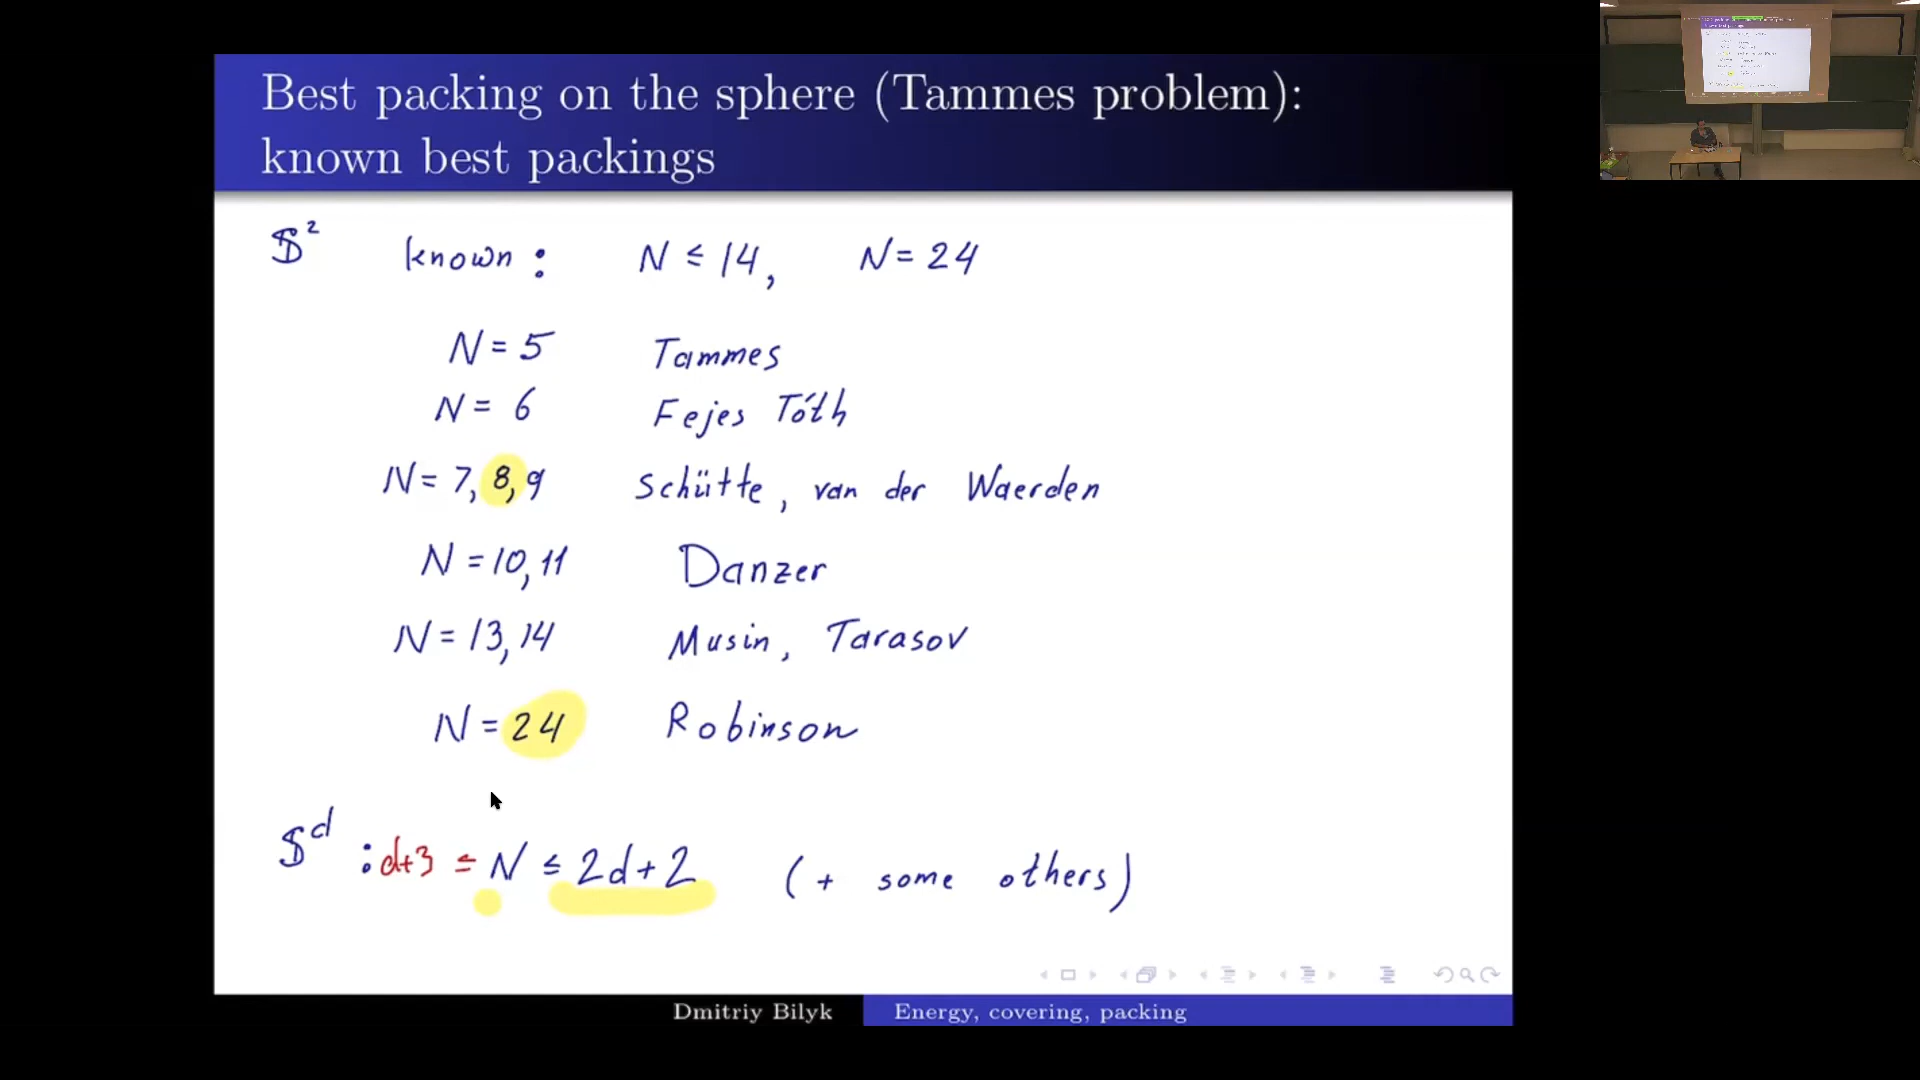 Best packing on the sphere (Tammes problem):
known best packings
$² known : N ≤ 14, N = 24
N = 5 Tammes
N = 6 Fejes Tóth
N = 7, 8, 9 Schütte, van der Waerden
N = 10, 11 Danzer
N = 13, 14 Musin, Tarasov
N = 24 Robinson
$ᵈ : d+3 ≤ N ≤ 2d+2 (+ some others)
Dmitriy Bilyk Energy, covering, packing